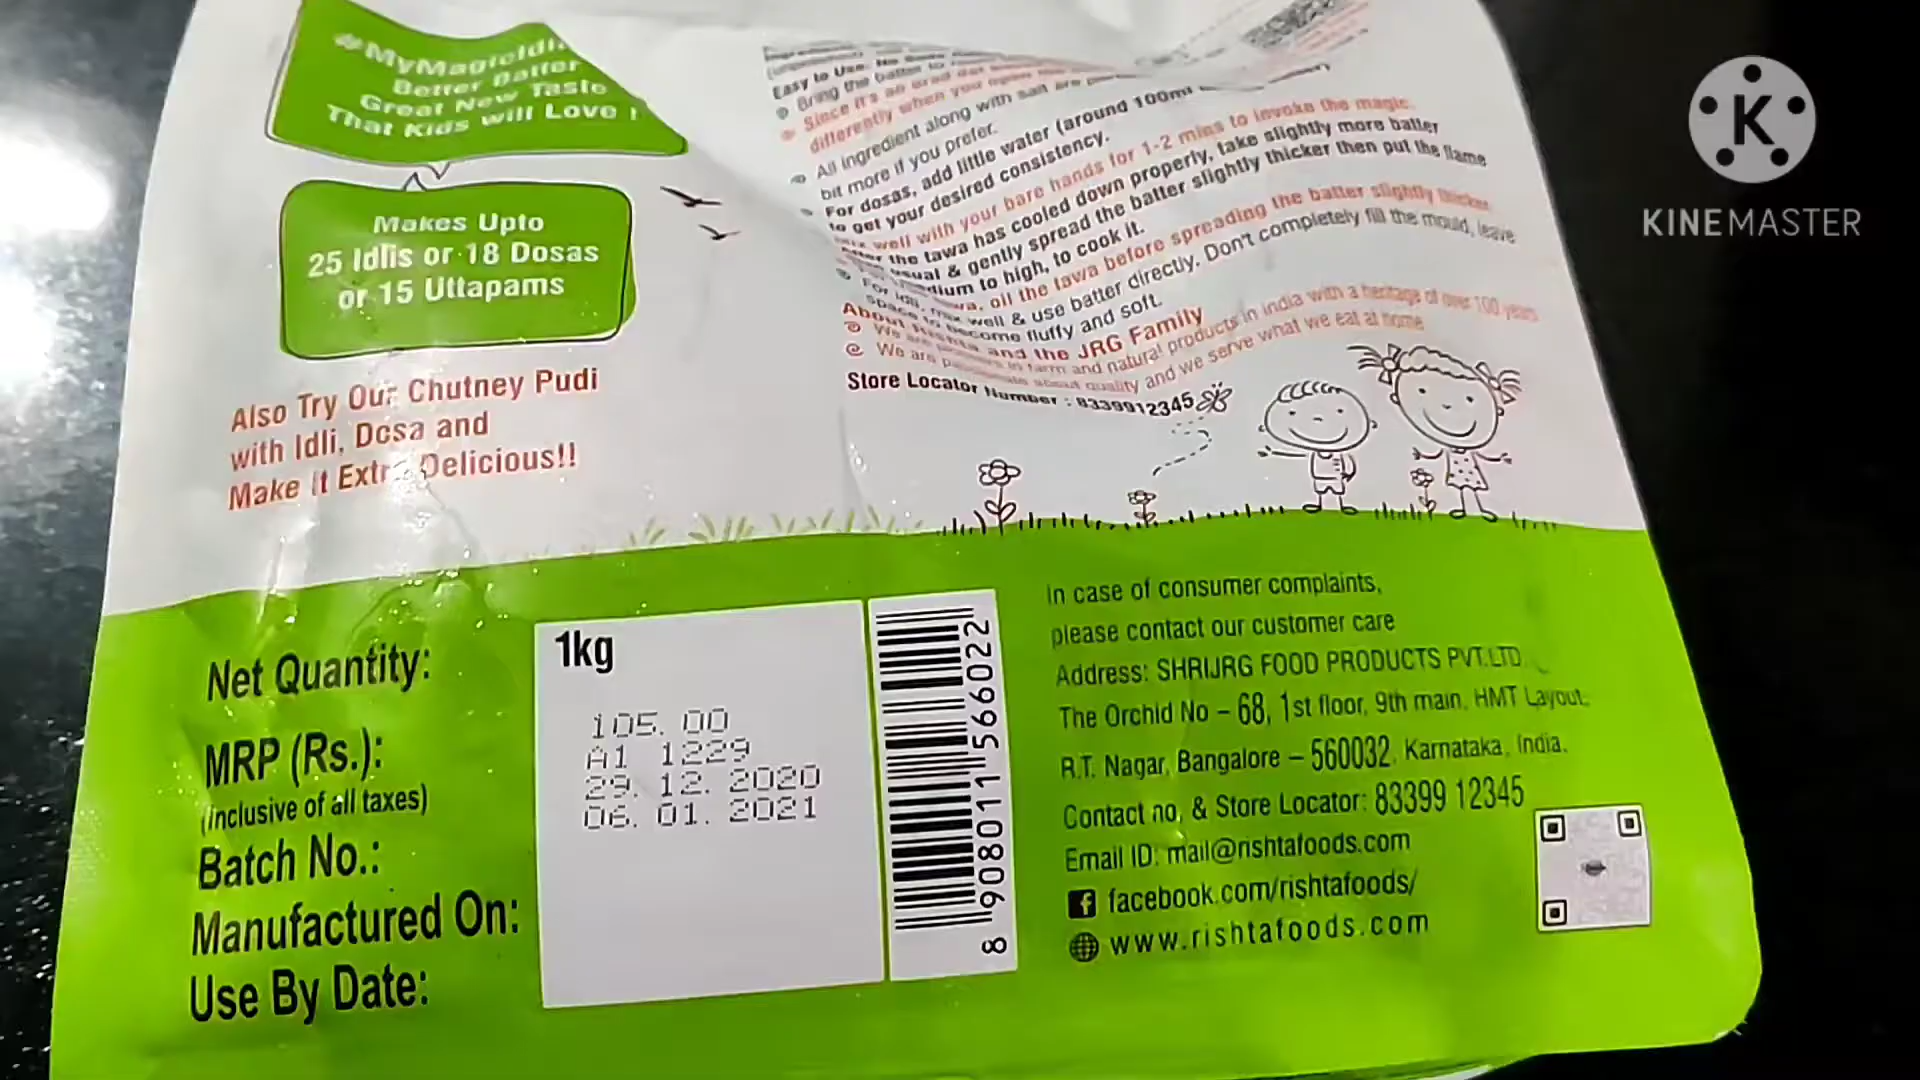 #MyMagicIdli
Better Batter
Great New Taste
That Kids will Love !
Makes Upto
25 Idlis or 18 Dosas
or 15 Uttapams
Also Try Our Chutney Pudi
with Idli, Dosa and
Make It Extra Delicious!!
Easy to Use:
Bring the batter to
Since it's an
differently when you open
All ingredient along with salt are
bit more if you prefer.
For dosas, add little water (around 100ml
to get your desired consistency.
Mix well with your bare hands for 1-2 mins to invoke the magic.
After the tawa has cooled down properly, take slightly more batter
usual & gently spread the batter slightly thicker then put the flame
medium to high, to cook it.
oil the tawa before spreading the batter slightly thicker
For idli, mix well & use batter directly. Don't completely fill the mould, leave
space to become fluffy and soft.
About Rishta and the JRG Family
We are pioneers in farm and natural products in india with a heritage of over 100 years
We are passionate about quality and we serve what we eat at home
Store Locator Number : 8339912345
Net Quantity:
MRP (Rs.):
(Inclusive of all taxes)
Batch No.:
Manufactured On:
Use By Date:
1kg
105.00
A1 1229
29.12.2020
06.01.2021
8 908011 566022
In case of consumer complaints,
please contact our customer care
Address: SHRIJRG FOOD PRODUCTS PVT.LTD.
The Orchid No – 68, 1st floor, 9th main, HMT Layout,
R.T. Nagar, Bangalore – 560032, Karnataka, India.
Contact no, & Store Locator: 83399 12345
Email ID: mail@rishtafoods.com
facebook.com/rishtafoods/
www.rishtafoods.com
K
KINEMASTER